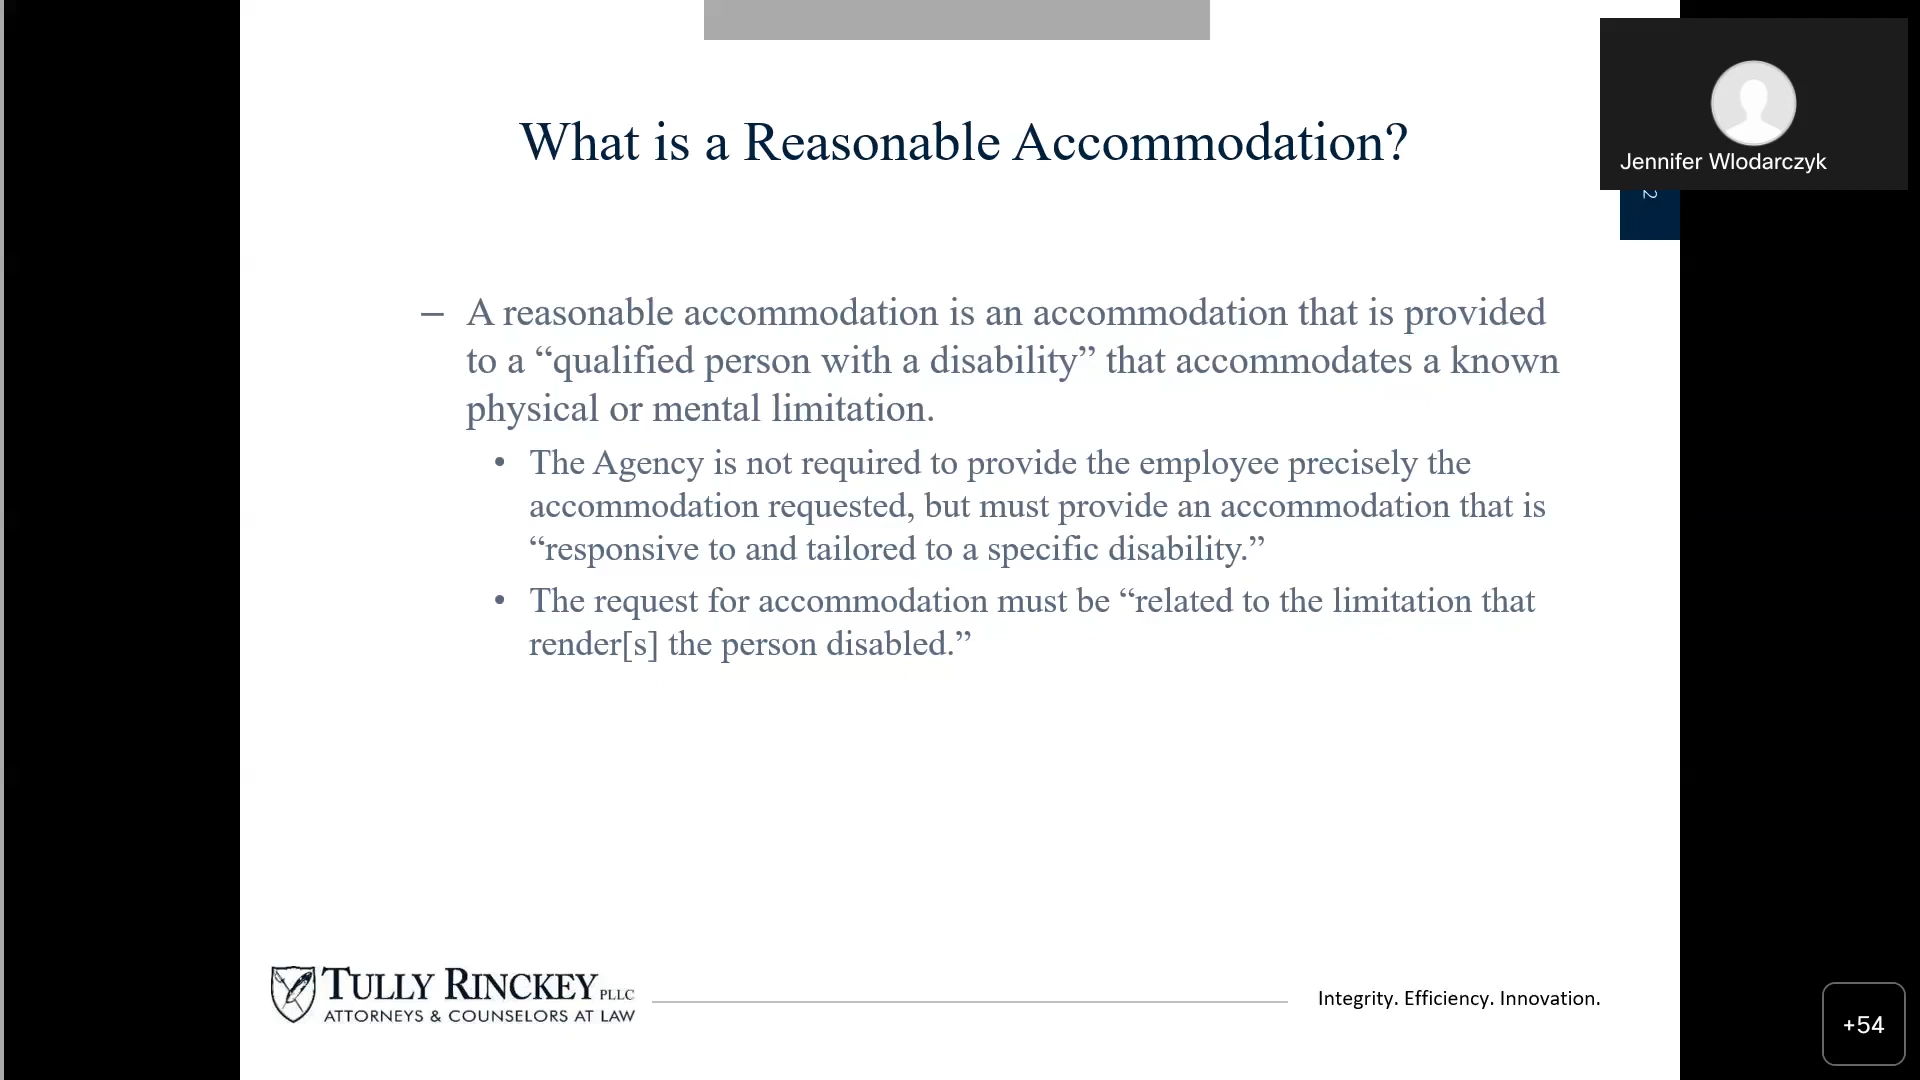 What is a Reasonable Accommodation?
Jennifer Wlodarczyk
2
– A reasonable accommodation is an accommodation that is provided
to a “qualified person with a disability” that accommodates a known
physical or mental limitation.
• The Agency is not required to provide the employee precisely the
accommodation requested, but must provide an accommodation that is
“responsive to and tailored to a specific disability.”
• The request for accommodation must be “related to the limitation that
render[s] the person disabled.”
TULLY RINCKEY PLLC
ATTORNEYS & COUNSELORS AT LAW
Integrity. Efficiency. Innovation.
+54